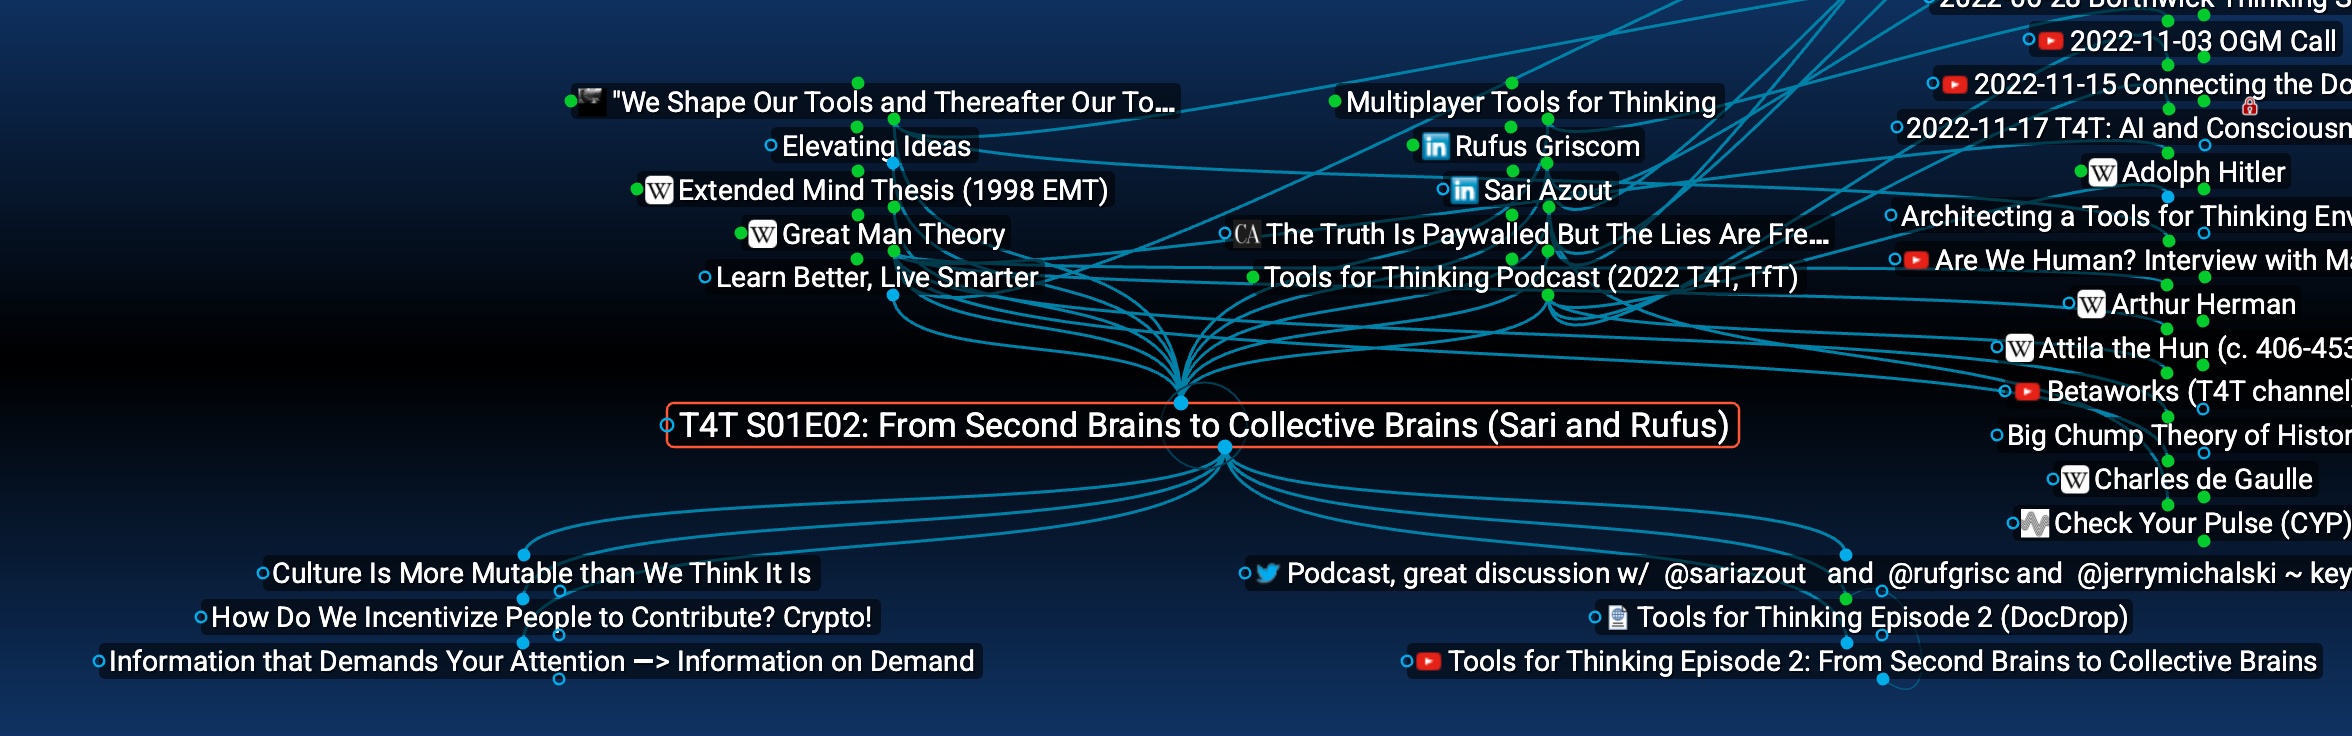 "We Shape Our Tools and Thereafter Our To...
Elevating Ideas
Extended Mind Thesis (1998 EMT)
Great Man Theory
Learn Better, Live Smarter
Multiplayer Tools for Thinking
Rufus Griscom
Sari Azout
CA The Truth Is Paywalled But The Lies Are Fre...
Tools for Thinking Podcast (2022 T4T, TfT)
2022-11-03 OGM Call
2022-11-15 Connecting the Do
2022-11-17 T4T: AI and Consciousn
Adolph Hitler
Architecting a Tools for Thinking Env
Are We Human? Interview with Ma
Arthur Herman
Attila the Hun (c. 406-453
Betaworks (T4T channel)
Big Chump Theory of Histor
Charles de Gaulle
Check Your Pulse (CYP)
T4T S01E02: From Second Brains to Collective Brains (Sari and Rufus)
Culture Is More Mutable than We Think It Is
How Do We Incentivize People to Contribute? Crypto!
Information that Demands Your Attention —> Information on Demand
Podcast, great discussion w/ @sariazout and @rufgrisc and @jerrymichalski ~ key
Tools for Thinking Episode 2 (DocDrop)
Tools for Thinking Episode 2: From Second Brains to Collective Brains